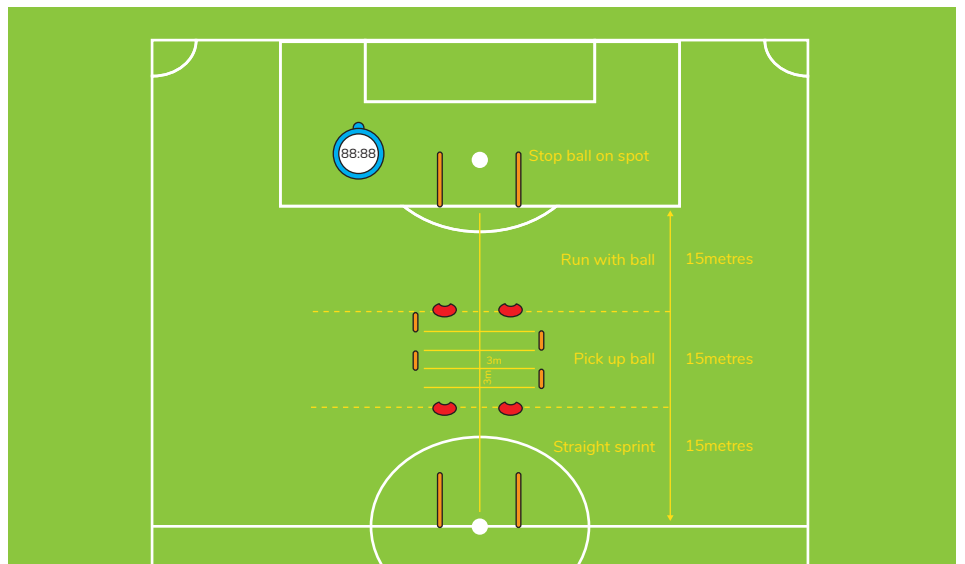 88:88
Stop ball on spot
Run with ball
15metres
3m
3m
Pick up ball
15metres
Straight sprint
15metres